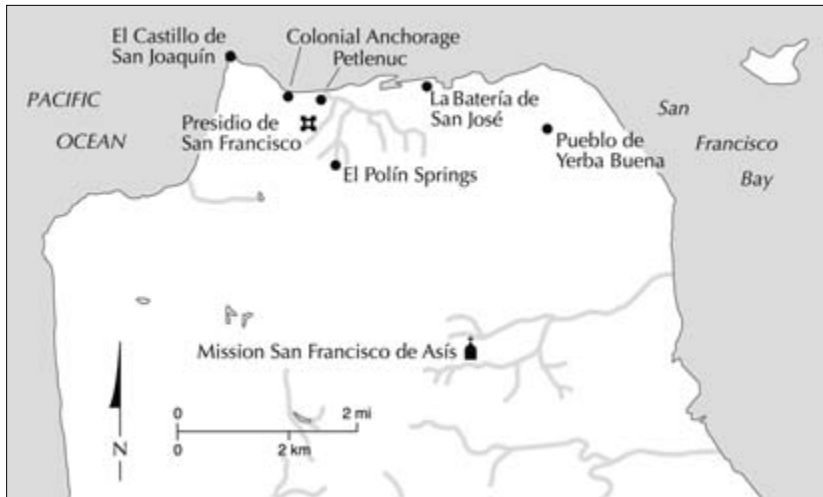 El Castillo de
San Joaquín
Colonial Anchorage
Petlenuc
PACIFIC
OCEAN
Presidio de
San Francisco
La Batería de
San José
San
Francisco
Bay
Pueblo de
Yerba Buena
El Polín Springs
Mission San Francisco de Asís
N
0
2 mi
0
2 km